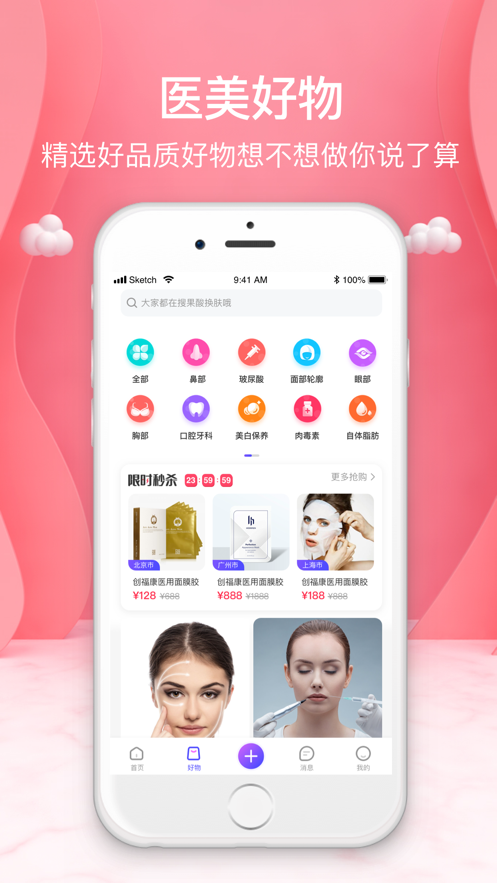 医美好物
精选好品质好物想不想做你说了算
Sketch 9:41 AM 100%
大家都在搜果酸换肤哦
全部 鼻部 玻尿酸 面部轮廓 眼部
胸部 口腔牙科 美白保养 肉毒素 自体脂肪
限时秒杀 23:59:59 更多抢购
北京市 广州市 上海市
创福康医用面膜胶 创福康医用面膜胶 创福康医用面膜胶
¥128 ¥688 ¥888 ¥1888 ¥188 ¥988
首页 好物 消息 我的